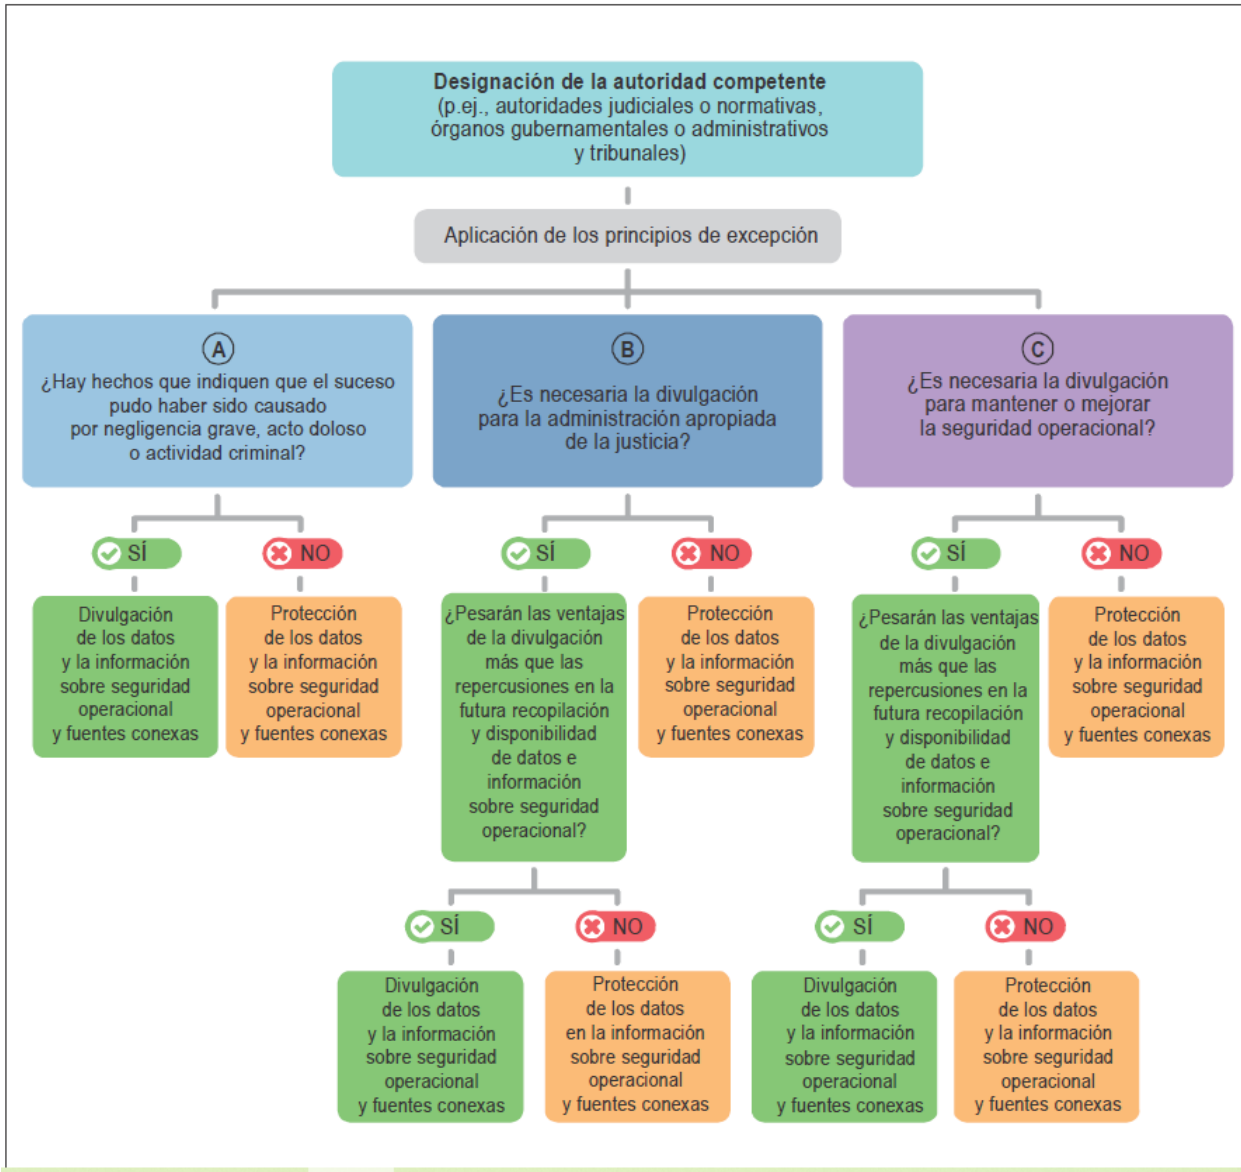 Designación de la autoridad competente
(p.ej., autoridades judiciales o normativas,
órganos gubernamentales o administrativos
y tribunales)
Aplicación de los principios de excepción
A
¿Hay hechos que indiquen que el suceso
pudo haber sido causado
por negligencia grave, acto doloso
o actividad criminal?
B
¿Es necesaria la divulgación
para la administración apropiada
de la justicia?
C
¿Es necesaria la divulgación
para mantener o mejorar
la seguridad operacional?
SÍ
NO
SÍ
NO
SÍ
NO
Divulgación
de los datos
y la información
sobre seguridad
operacional
y fuentes conexas
Protección
de los datos
y la información
sobre seguridad
operacional
y fuentes conexas
¿Pesarán las ventajas
de la divulgación
más que las
repercusiones en la
futura recopilación
y disponibilidad
de datos e
información
sobre seguridad
operacional?
Protección
de los datos
y la información
sobre seguridad
operacional
y fuentes conexas
¿Pesarán las ventajas
de la divulgación
más que las
repercusiones en la
futura recopilación
y disponibilidad
de datos e
información
sobre seguridad
operacional?
Protección
de los datos
y la información
sobre seguridad
operacional
y fuentes conexas
SÍ
NO
SÍ
NO
Divulgación
de los datos
y la información
sobre seguridad
operacional
y fuentes conexas
Protección
de los datos
en la información
sobre seguridad
operacional
y fuentes conexas
Divulgación
de los datos
y la información
sobre seguridad
operacional
y fuentes conexas
Protección
de los datos
y la información
sobre seguridad
operacional
y fuentes conexas